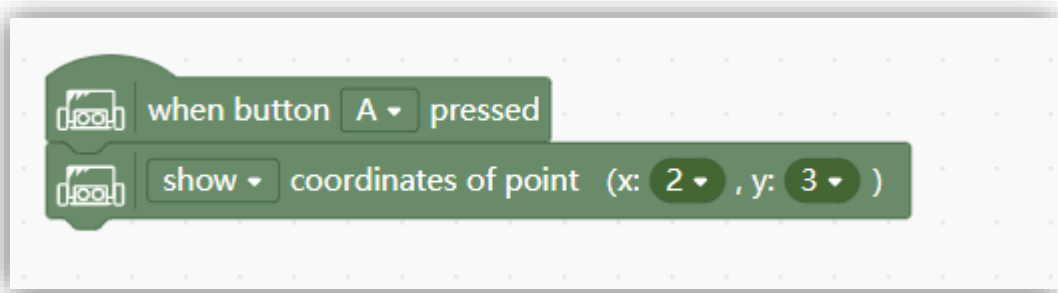 when button A pressed
show coordinates of point (x: 2 , y: 3 )